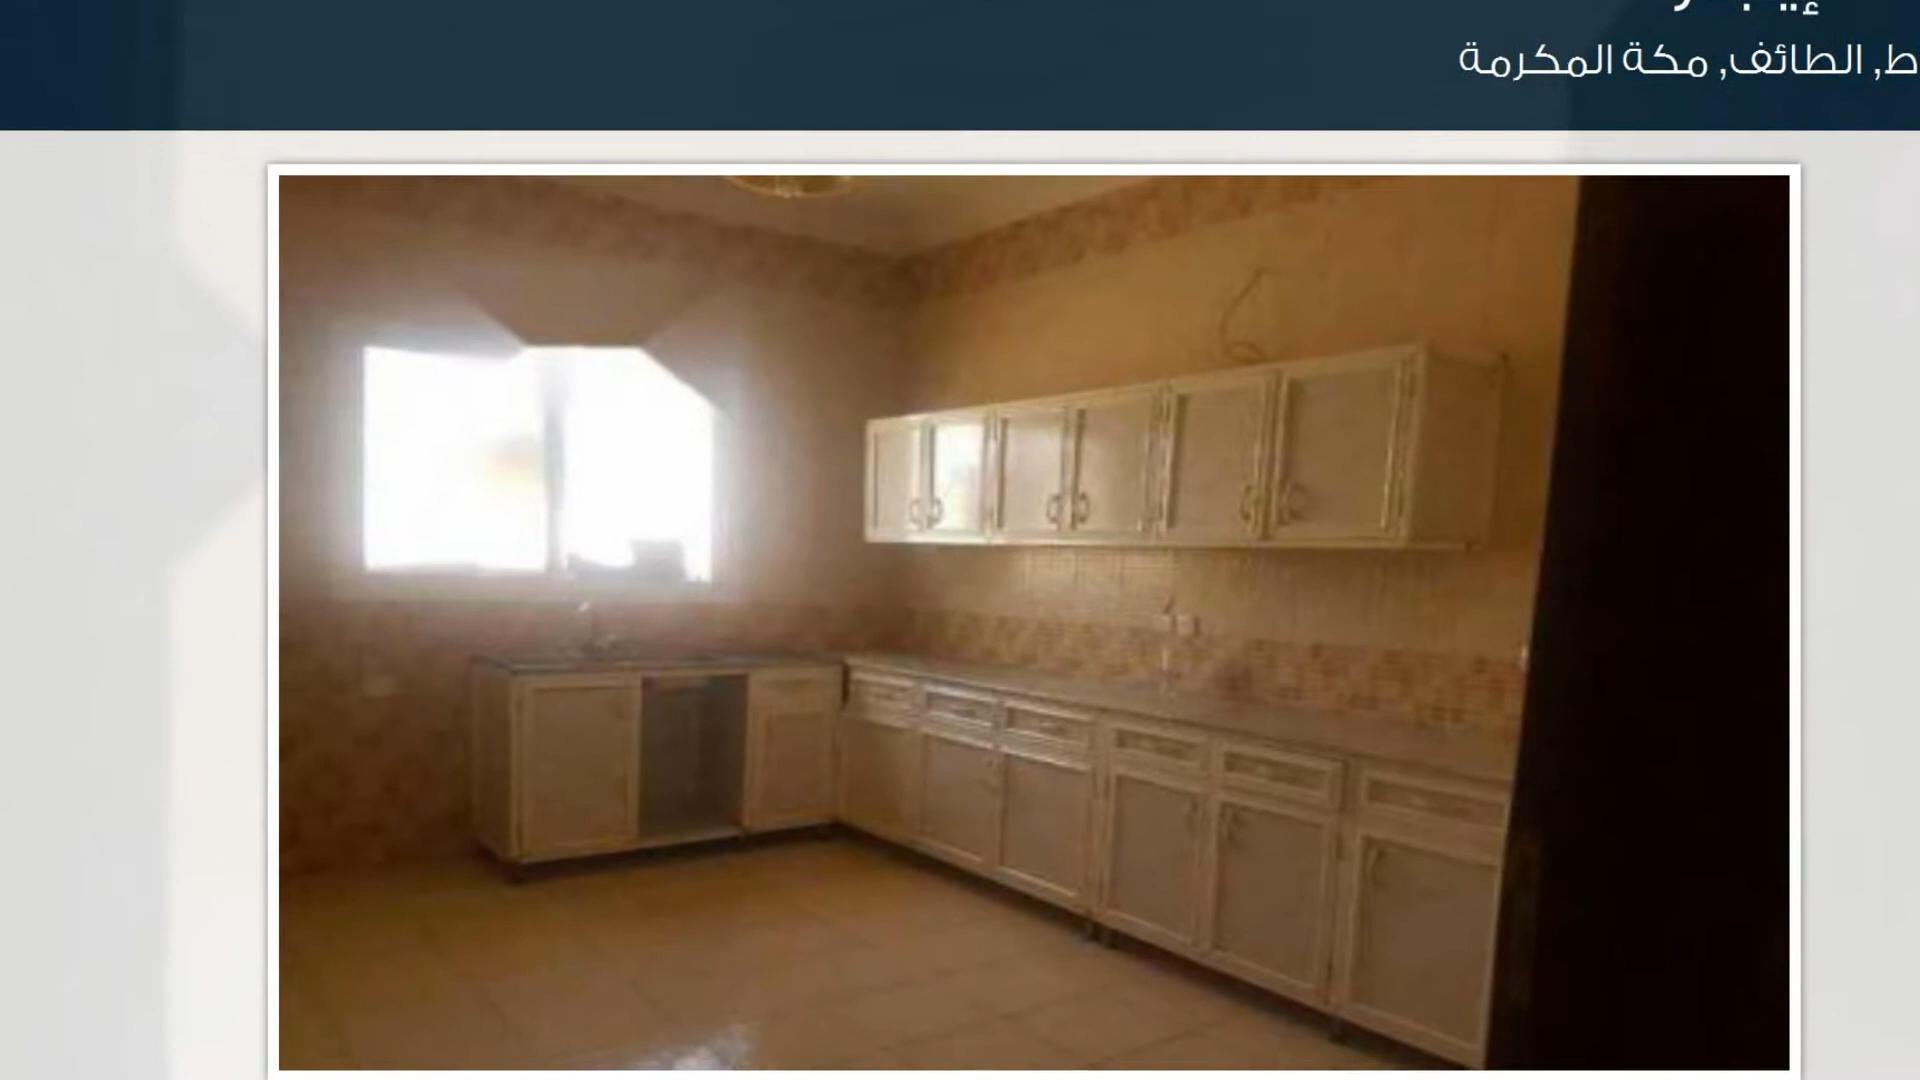 ط, الطائف, مكة المكرمة